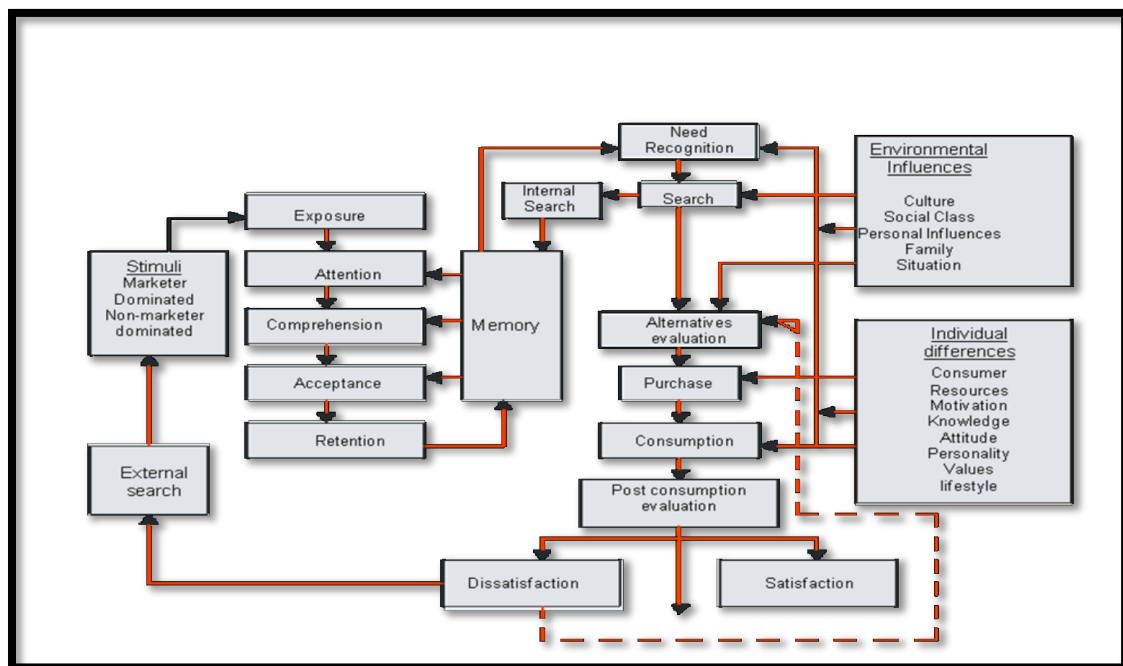 Need
Recognition
Environmental
Influences
Culture
Social Class
Personal Influences
Family
Situation
Internal
Search
Search
Exposure
Stimuli
Marketer
Dominated
Non-marketer
dominated
Attention
Comprehension
Acceptance
Retention
Memory
Alternatives
evaluation
Purchase
Consumption
Post consumption
evaluation
Individual
differences
Consumer
Resources
Motivation
Knowledge
Attitude
Personality
Values
lifestyle
External
search
Dissatisfaction
Satisfaction